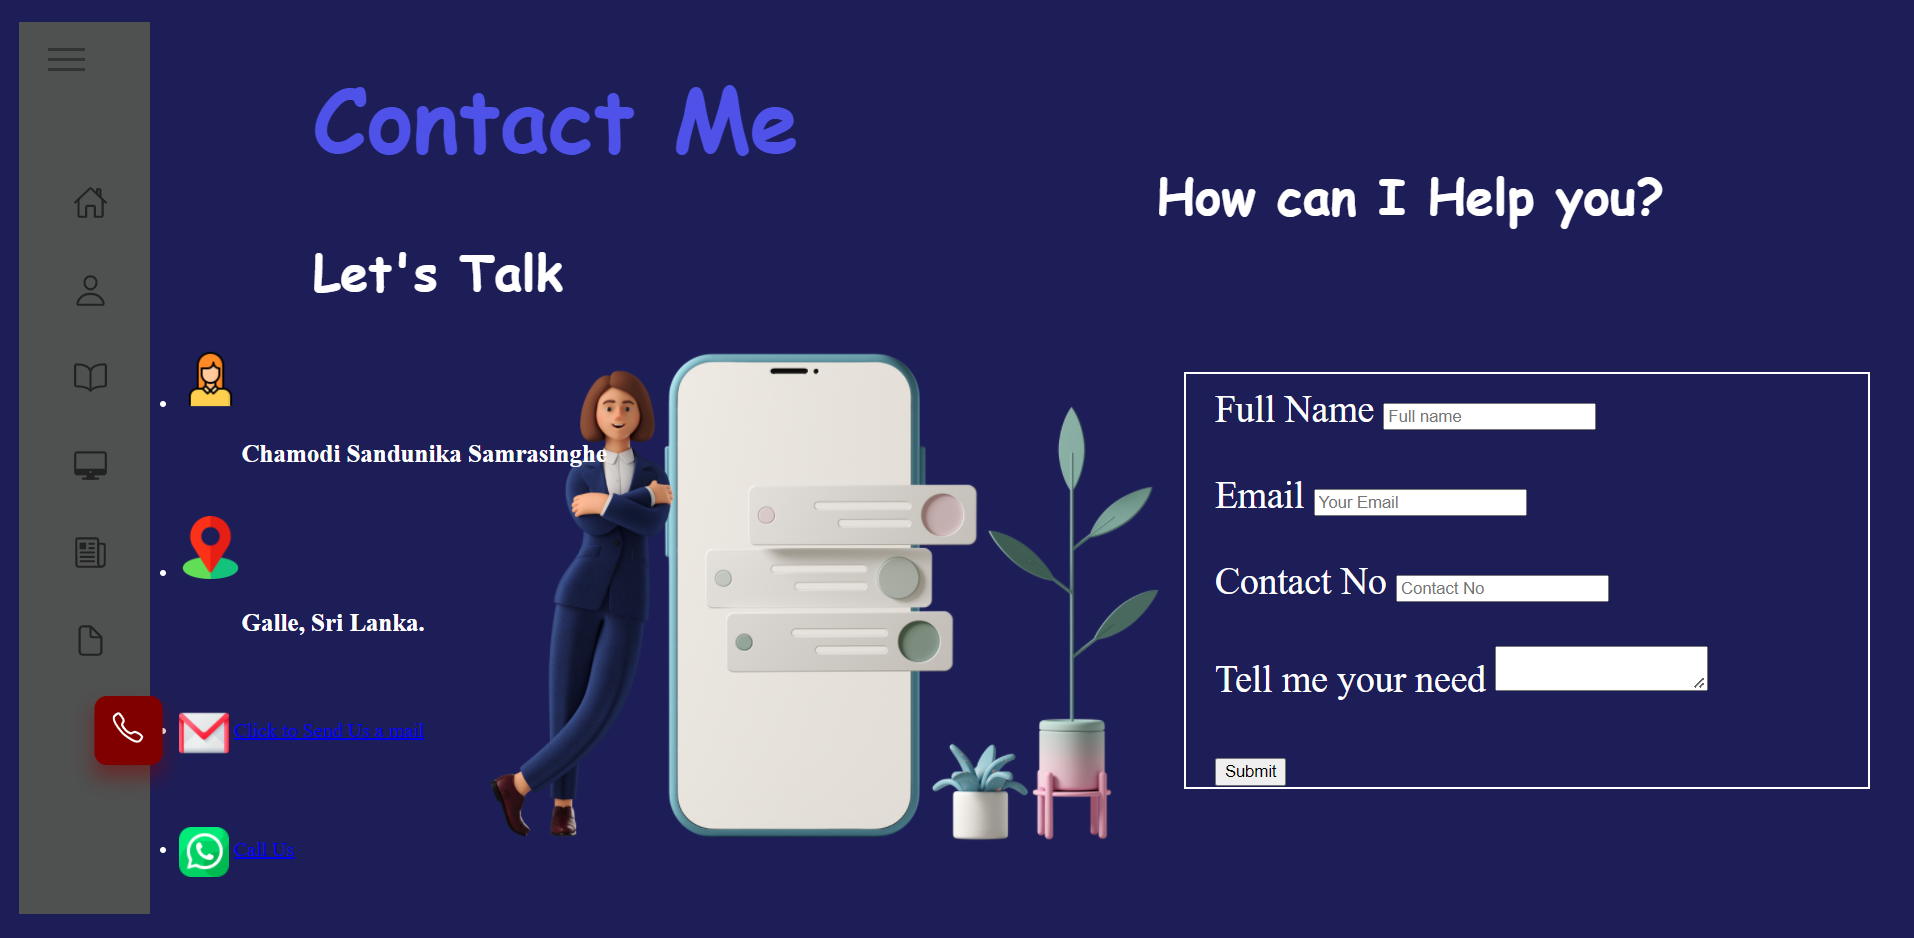 Contact Me
How can I Help you?
Let's Talk
Chamodi Sandunika Samrasinghe
Galle, Sri Lanka.
Click to Send Us a mail
Call Us
Full Name Full name
Email Your Email
Contact No Contact No
Tell me your need
Submit